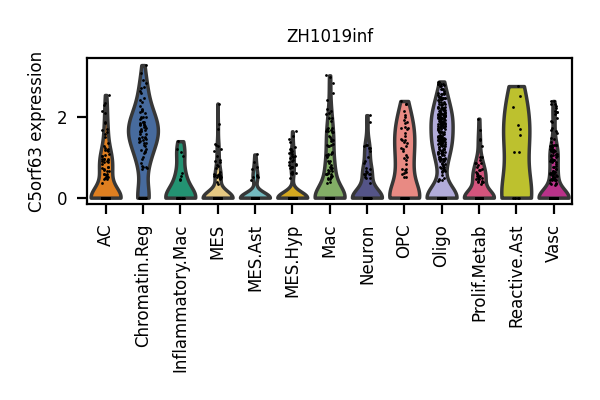 ZH1019inf
C5orf63 expression
2
0
AC
Chromatin.Reg
Inflammatory.Mac
MES
MES.Ast
MES.Hyp
Mac
Neuron
OPC
Oligo
Prolif.Metab
Reactive.Ast
Vasc